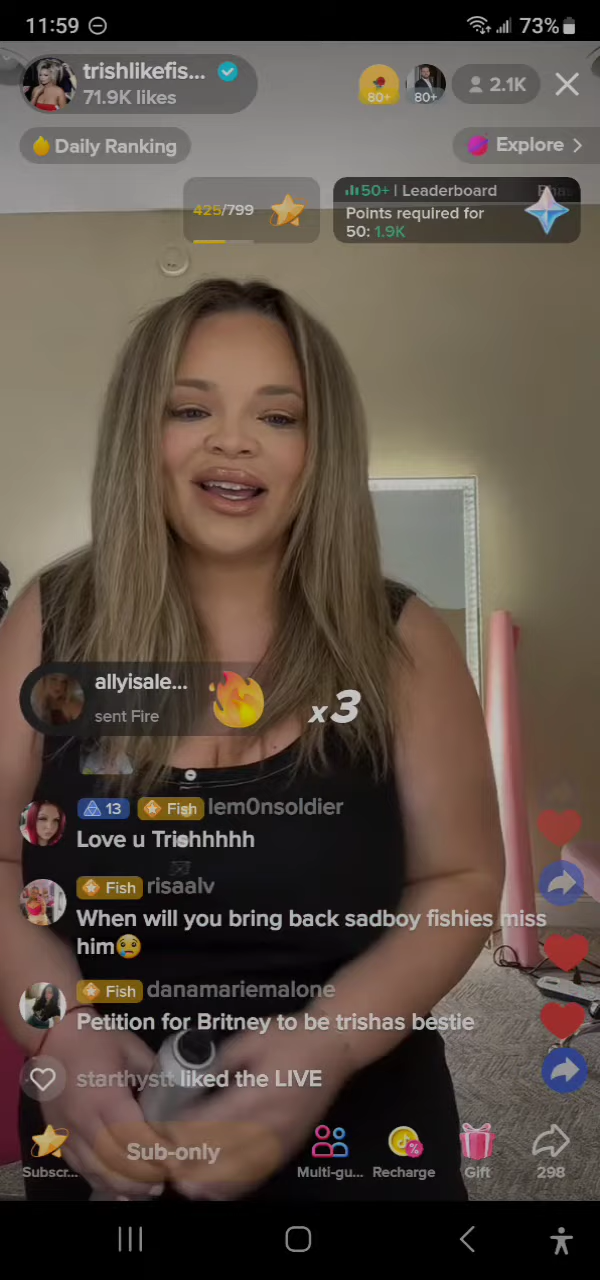 11:59
73%
trishlikefis...
71.9K likes
80+
80+
2.1K
Daily Ranking
Explore >
425/799
50+ | Leaderboard
Points required for
50: 1.9K
allyisale...
sent Fire
x3
13 Fish lem0nsoldier
Love u Trishhhhh
Fish risaalv
When will you bring back sadboy fishies miss
him😢
Fish danamariemalone
Petition for Britney to be trishas bestie
starthystt liked the LIVE
Sub-only
Subscr...
Multi-gu...
Recharge
Gift
298